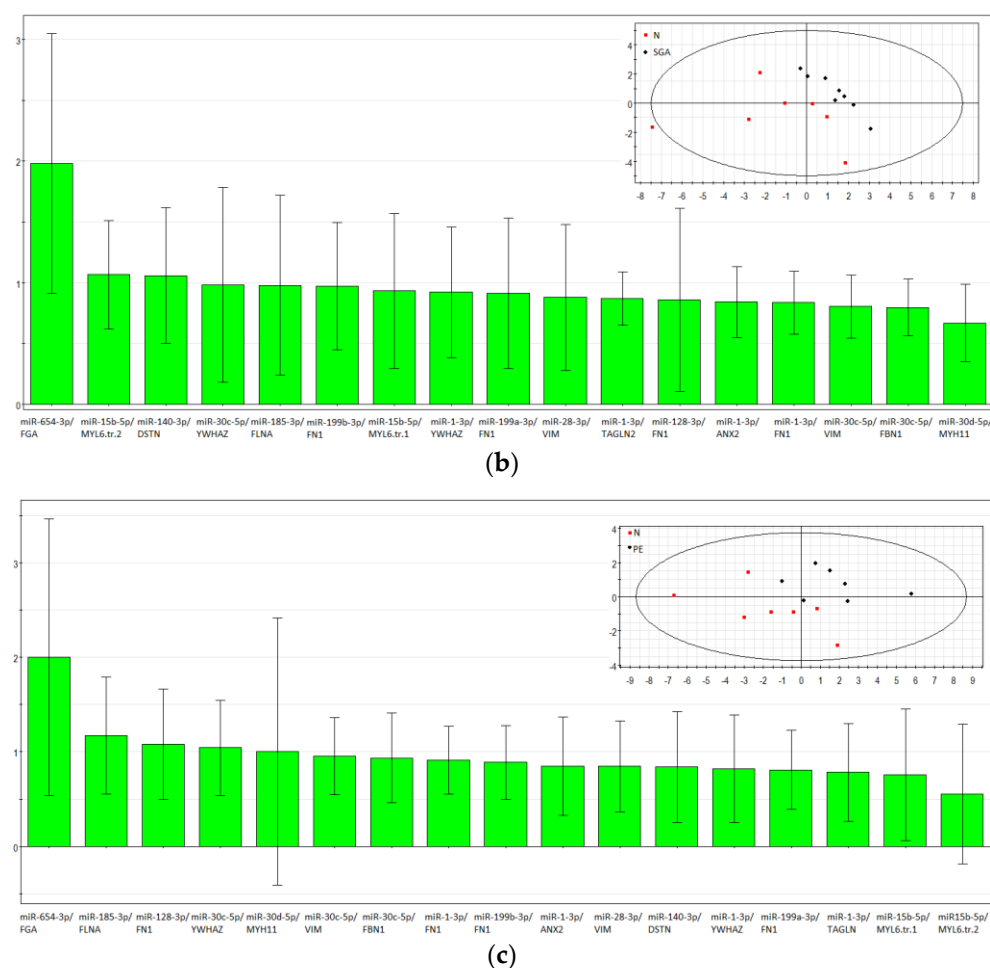 3
2
1
0
N
SGA
4
2
0
-2
-4
-8 -7 -6 -5 -4 -3 -2 -1 0 1 2 3 4 5 6 7 8
miR-654-3p/ miR-15b-5p/ miR-140-3p/ miR-30c-5p/ miR-185-3p/ miR-199b-3p/ miR-15b-5p/ miR-1-3p/ miR-199a-3p/ miR-28-3p/ miR-1-3p/ miR-128-3p/ miR-1-3p/ miR-1-3p/ miR-30c-5p/ miR-30c-5p/ miR-30d-5p/
FGA MYL6.tr.2 DSTN YWHAZ FLNA FN1 MYL6.tr.1 YWHAZ FN1 VIM TAGLN2 FN1 ANX2 FN1 VIM FBN1 MYH11
(b)
3
2
1
0
N
PE
4
2
0
-2
-4
-8 -7 -6 -5 -4 -3 -2 -1 0 1 2 3 4 5 6 7 8 9
miR-654-3p/ miR-185-3p/ miR-128-3p/ miR-30c-5p/ miR-30d-5p/ miR-30c-5p/ miR-30c-5p/ miR-1-3p/ miR-199b-3p/ miR-1-3p/ miR-28-3p/ miR-140-3p/ miR-1-3p/ miR-199a-3p/ miR-1-3p/ miR-15b-5p/ miR15b-5p/
FGA FLNA FN1 YWHAZ MYH11 VIM FBN1 FN1 FN1 ANX2 VIM DSTN YWHAZ FN1 TAGLN MYL6.tr.1 MYL6.tr.2
(c)